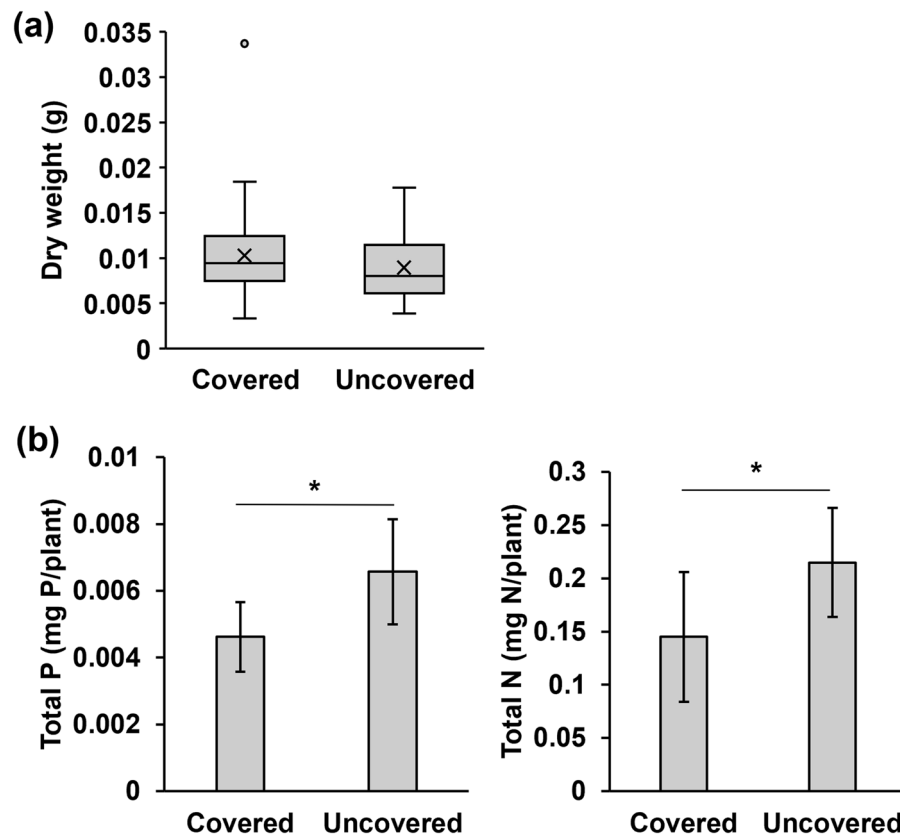 (a)
Dry weight (g)
0.035
0.03
0.025
0.02
0.015
0.01
0.005
0
Covered
Uncovered
(b)
Total P (mg P/plant)
0.01
0.008
0.006
0.004
0.002
0
*
Covered
Uncovered
Total N (mg N/plant)
0.3
0.25
0.2
0.15
0.1
0.05
0
*
Covered
Uncovered